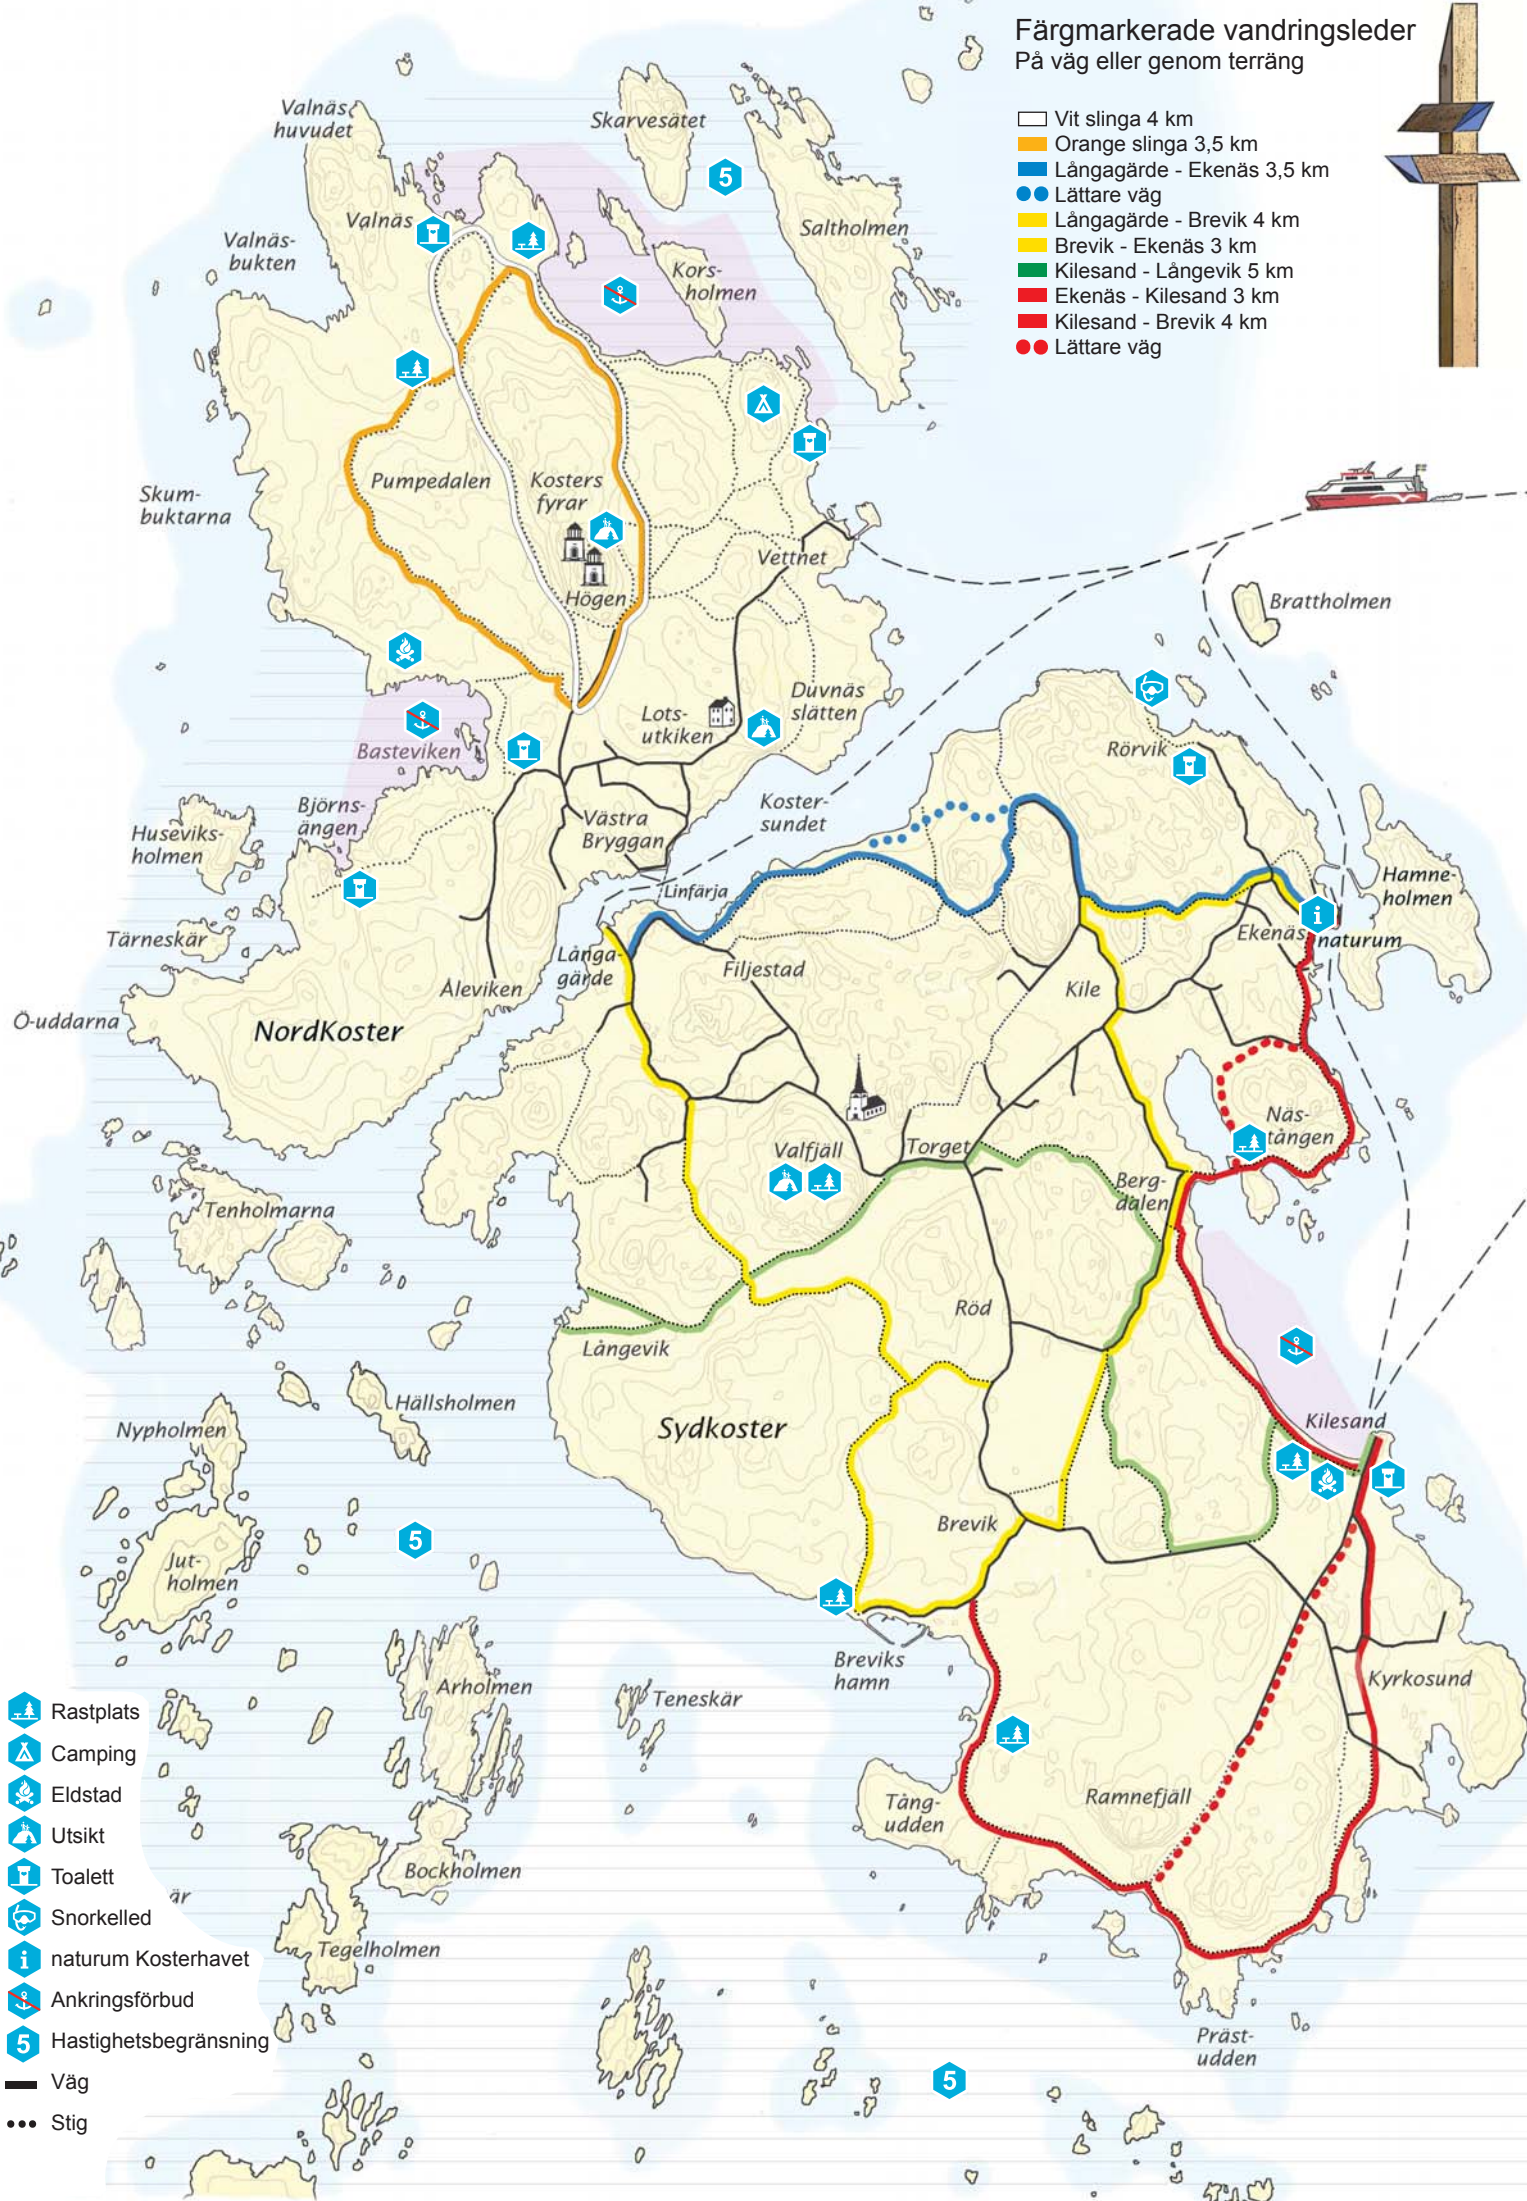 Färgmarkerade vandringsleder
På väg eller genom terräng
Vit slinga 4 km
Orange slinga 3,5 km
Långagärde - Ekenäs 3,5 km
Lättare väg
Långagärde - Brevik 4 km
Brevik - Ekenäs 3 km
Kilesand - Långevik 5 km
Ekenäs - Kilesand 3 km
Kilesand - Brevik 4 km
Lättare väg
Valnäs
huvudet
Skarvesätet
5
Valnäs
Valnäs-
bukten
Saltholmen
Kors-
holmen
Skum-
buktarna
Pumpedalen
Kosters
fyrar
Högen
Vettnet
Brattholmen
Duvnäs
slätten
Lots-
utkiken
Basteviken
Rörvik
Björns-
ängen
Huseviks-
holmen
Västra
Bryggan
Koster-
sundet
Linfärja
Hamne-
holmen
Tärneskär
Ekenäs
naturum
Långa-
gärde
Filjestad
Kile
Åleviken
Ö-uddarna
NordKoster
Näs-
tången
Valfjäll
Torget
Berg-
dalen
Tenholmarna
Röd
Långevik
Hällsholmen
Nypholmen
Sydkoster
Kilesand
5
Brevik
Jut-
holmen
Breviks
hamn
Kyrkosund
Arholmen
Teneskär
Tång-
udden
Ramnefjäll
Bockholmen
är
Tegelholmen
Präst-
udden
5
Rastplats
Camping
Eldstad
Utsikt
Toalett
Snorkelled
i naturum Kosterhavet
Ankringsförbud
5 Hastighetsbegränsning
Väg
Stig